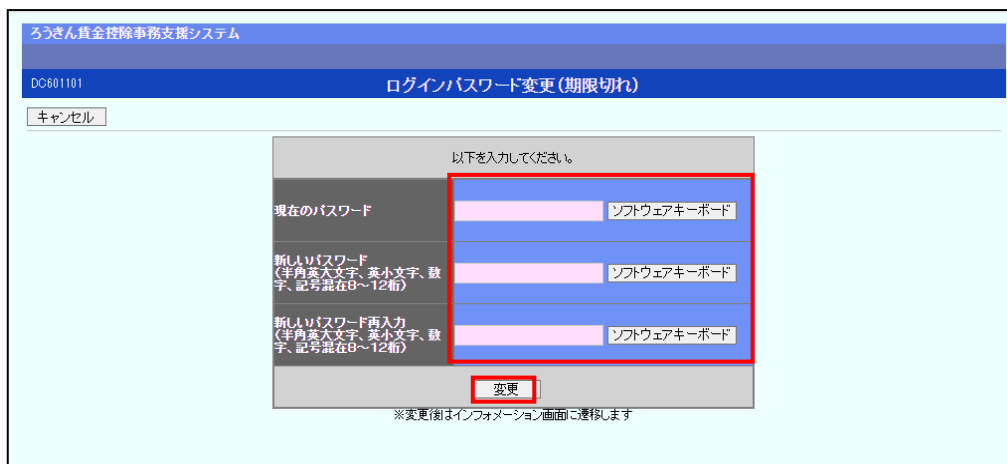 ろうきん賃金控除事務支援システム
DC601101
ログインパスワード変更(期限切れ)
キャンセル
以下を入力してください。
現在のパスワード
ソフトウェアキーボード
新しいパスワード
(半角英大文字、英小文字、数
字、記号混在8~12桁)
ソフトウェアキーボード
新しいパスワード再入力
(半角英大文字、英小文字、数
字、記号混在8~12桁)
ソフトウェアキーボード
変更
※変更後はインフォメーション画面に遷移します